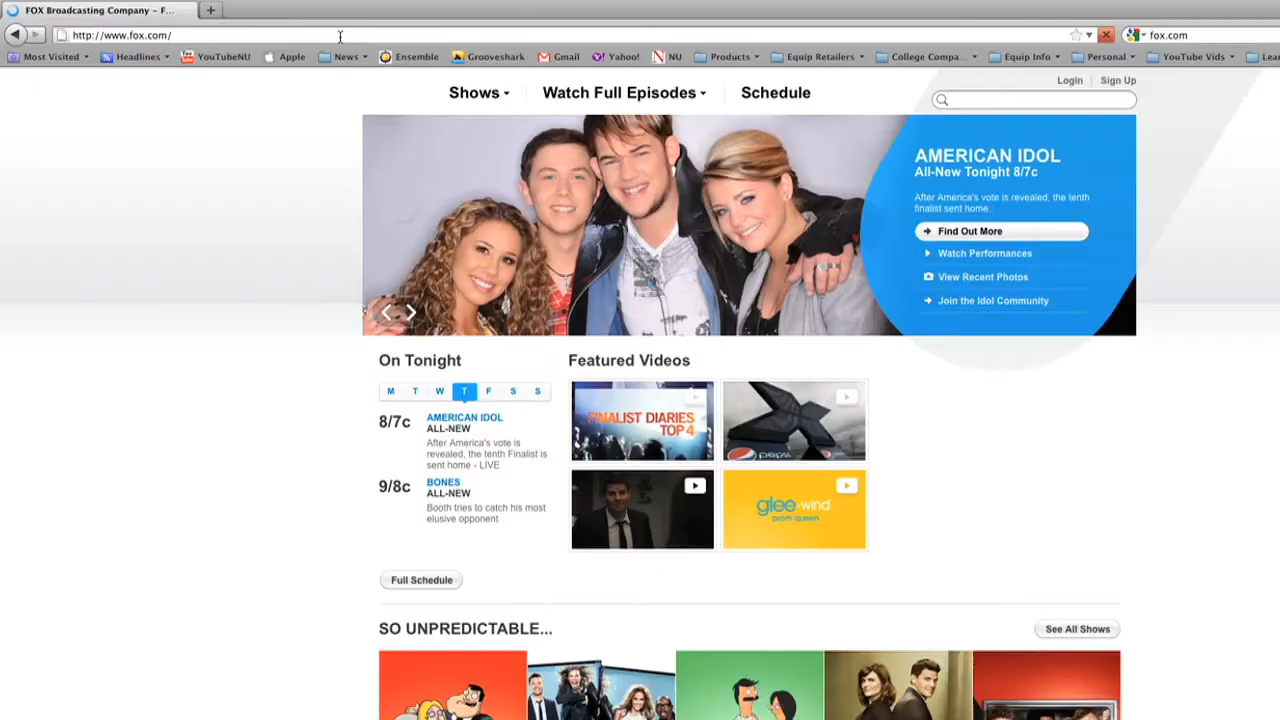 FOX Broadcasting Company – F...
http://www.fox.com/
fox.com
Most Visited
Headlines
YouTubeNU
Apple
News
Ensemble
Grooveshark
Gmail
Yahoo!
NU
Products
Equip Retailers
College Compa...
Equip Info
Personal
YouTube Vids
Login
Sign Up
Shows
Watch Full Episodes
Schedule
AMERICAN IDOL
All-New Tonight 8/7c
After America's vote is revealed, the tenth
finalist sent home.
Find Out More
Watch Performances
View Recent Photos
Join the Idol Community
On Tonight
M T W T F S S
8/7c
AMERICAN IDOL
ALL-NEW
After America's vote is
revealed, the tenth Finalist is
sent home - LIVE
9/8c
BONES
ALL-NEW
Booth tries to catch his most
elusive opponent
Full Schedule
Featured Videos
FINALIST DIARIES
TOP 4
pepsi
glee-wind
prom queen
SO UNPREDICTABLE...
See All Shows